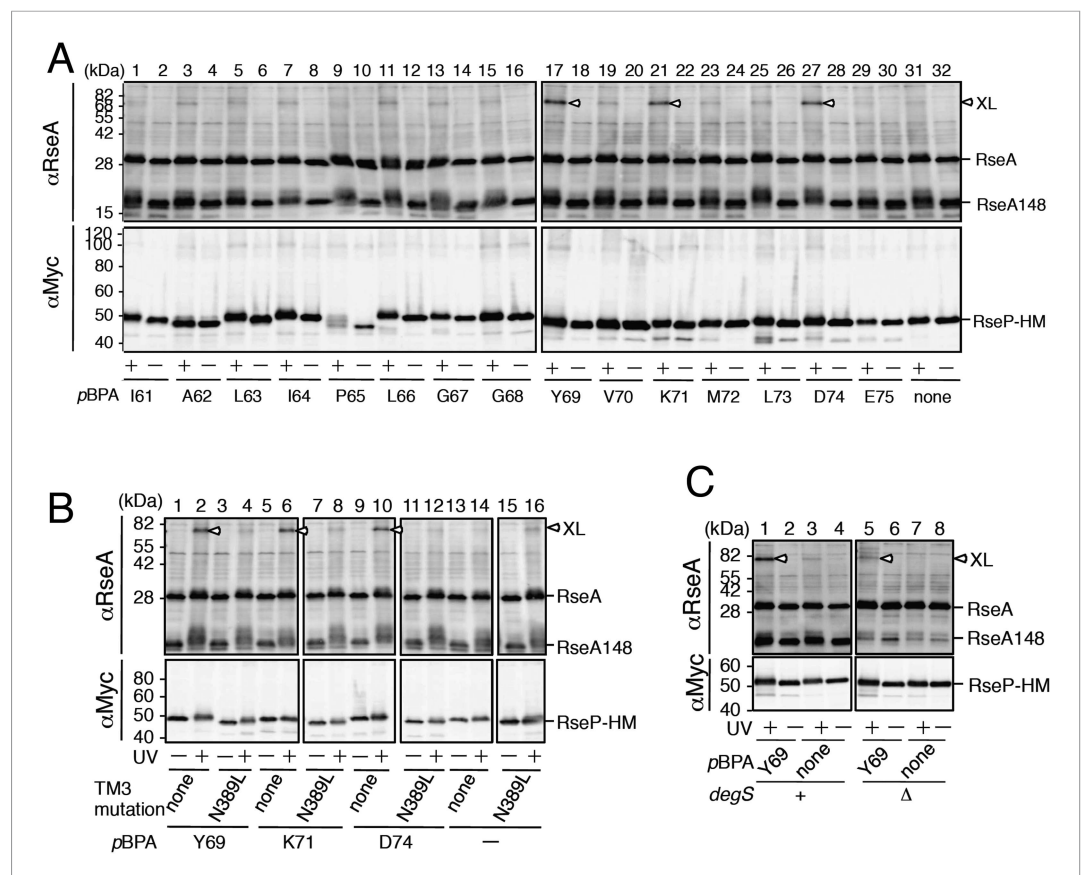 A
(kDa) 1 2 3 4 5 6 7 8 9 10 11 12 13 14 15 16 17 18 19 20 21 22 23 24 25 26 27 28 29 30 31 32
αRseA
82
68
55
42
28
15
XL
RseA
RseA148
αMyc
120
100
80
60
50
40
RseP-HM
+ − + − + − + − + − + − + − + − + − + − + − + − + − + − + − + −
pBPA I61 A62 L63 I64 P65 L66 G67 G68 Y69 V70 K71 M72 L73 D74 E75 none
B
(kDa) 1 2 3 4 5 6 7 8 9 10 11 12 13 14 15 16
αRseA
82
55
42
28
XL
RseA
RseA148
αMyc
80
60
50
40
RseP-HM
− + − + − + − + − + − + − + − + UV
TM3 mutation none N389L none N389L none N389L none N389L
pBPA Y69 K71 D74 −
C
(kDa) 1 2 3 4 5 6 7 8
αRseA
82
55
42
28
XL
RseA
RseA148
αMyc
60
50
40
RseP-HM
UV + − + − + − + −
pBPA Y69 none Y69 none
degS + Δ